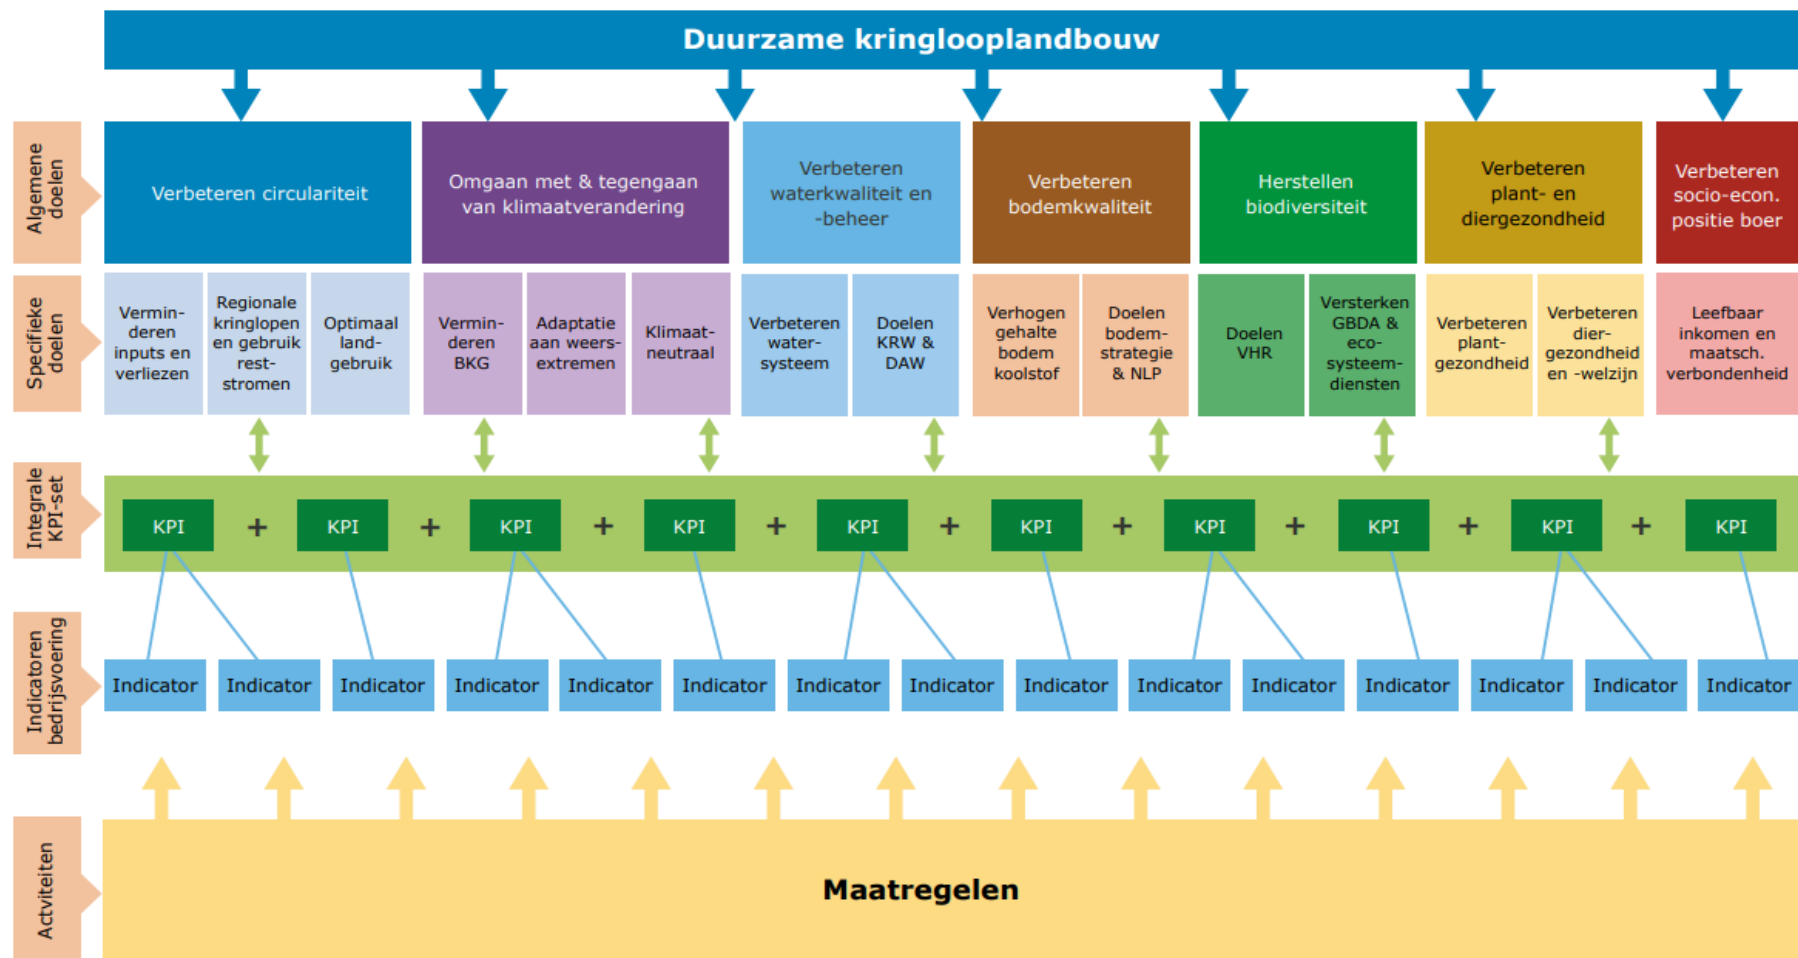 Duurzame kringlooplandbouw
Algemene
doelen
Verbeteren circulariteit
Omgaan met & tegengaan
van klimaatverandering
Verbeteren
waterkwaliteit en
-beheer
Verbeteren
bodemkwaliteit
Herstellen
biodiversiteit
Verbeteren
plant- en
diergezondheid
Verbeteren
socio-econ.
positie boer
Specifieke
doelen
Vermin-
deren
inputs en
verliezen
Regionale
kringlopen
en gebruik
rest-
stromen
Optimaal
land-
gebruik
Vermin-
deren
BKG
Adaptatie
aan weers-
extremen
Klimaat-
neutraal
Verbeteren
water-
systeem
Doelen
KRW &
DAW
Verhogen
gehalte
bodem
koolstof
Doelen
bodem-
strategie
& NLP
Doelen
VHR
Versterken
GBDA &
eco-
systeem-
diensten
Verbeteren
plant-
gezondheid
Verbeteren
dier-
gezondheid
en -welzijn
Leefbaar
inkomen en
maatsch.
verbondenheid
Integrale
KPI-set
KPI + KPI + KPI + KPI + KPI + KPI + KPI + KPI + KPI + KPI
Indicatoren
bedrijsvoering
Indicator Indicator Indicator Indicator Indicator Indicator Indicator Indicator Indicator Indicator Indicator Indicator Indicator Indicator Indicator
Actviteiten
Maatregelen